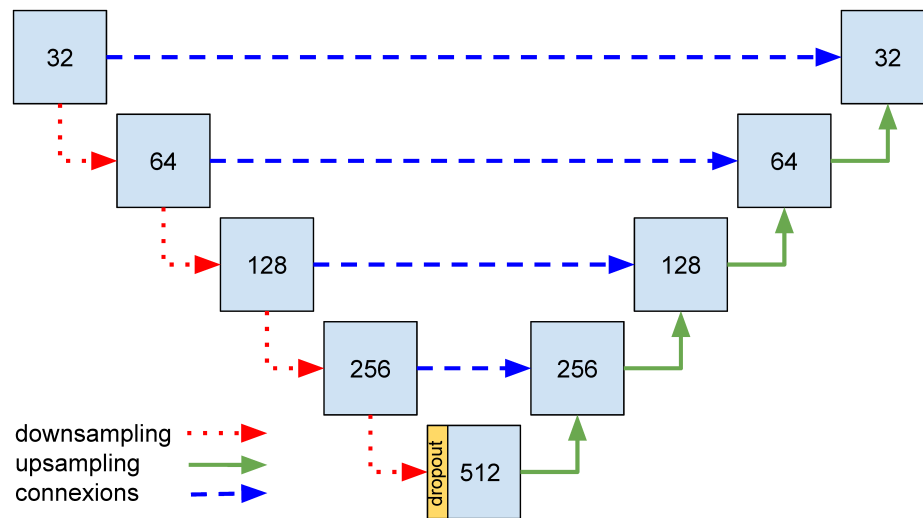 32
32
64
64
128
128
256
256
dropout
512
downsampling
upsampling
connexions